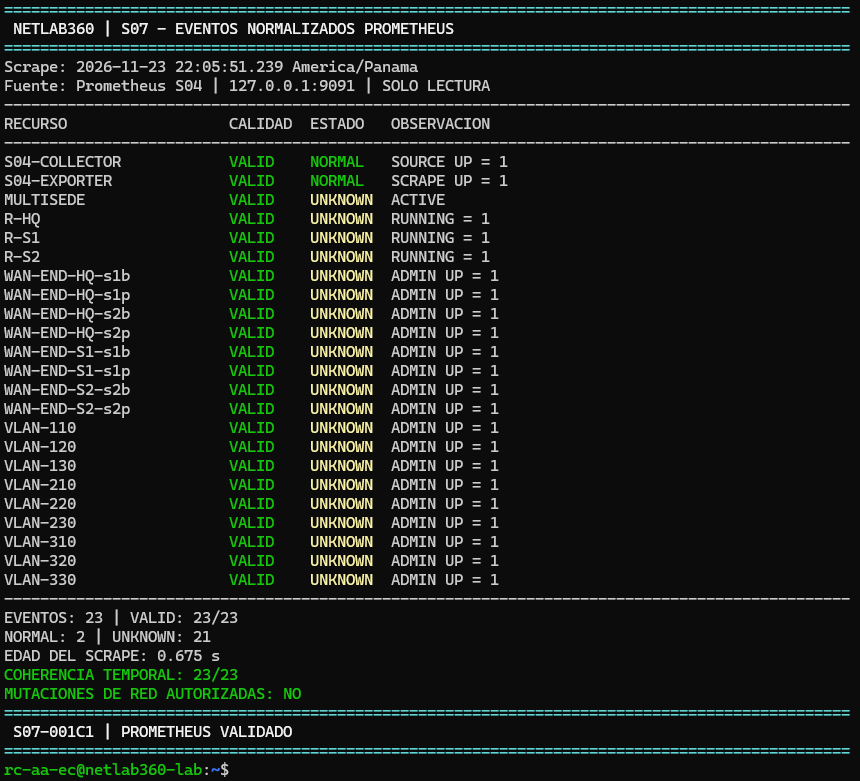 NETLAB360 | S07 - EVENTOS NORMALIZADOS PROMETHEUS
Scrape: 2026-11-23 22:05:51.239 America/Panama
Fuente: Prometheus S04 | 127.0.0.1:9091 | SOLO LECTURA
RECURSO CALIDAD ESTADO OBSERVACION
S04-COLLECTOR VALID NORMAL SOURCE UP = 1
S04-EXPORTER VALID NORMAL SCRAPE UP = 1
MULTISEDE VALID UNKNOWN ACTIVE
R-HQ VALID UNKNOWN RUNNING = 1
R-S1 VALID UNKNOWN RUNNING = 1
R-S2 VALID UNKNOWN RUNNING = 1
WAN-END-HQ-s1b VALID UNKNOWN ADMIN UP = 1
WAN-END-HQ-s1p VALID UNKNOWN ADMIN UP = 1
WAN-END-HQ-s2b VALID UNKNOWN ADMIN UP = 1
WAN-END-HQ-s2p VALID UNKNOWN ADMIN UP = 1
WAN-END-S1-s1b VALID UNKNOWN ADMIN UP = 1
WAN-END-S1-s1p VALID UNKNOWN ADMIN UP = 1
WAN-END-S2-s2b VALID UNKNOWN ADMIN UP = 1
WAN-END-S2-s2p VALID UNKNOWN ADMIN UP = 1
VLAN-110 VALID UNKNOWN ADMIN UP = 1
VLAN-120 VALID UNKNOWN ADMIN UP = 1
VLAN-130 VALID UNKNOWN ADMIN UP = 1
VLAN-210 VALID UNKNOWN ADMIN UP = 1
VLAN-220 VALID UNKNOWN ADMIN UP = 1
VLAN-230 VALID UNKNOWN ADMIN UP = 1
VLAN-310 VALID UNKNOWN ADMIN UP = 1
VLAN-320 VALID UNKNOWN ADMIN UP = 1
VLAN-330 VALID UNKNOWN ADMIN UP = 1
EVENTOS: 23 | VALID: 23/23
NORMAL: 2 | UNKNOWN: 21
EDAD DEL SCRAPE: 0.675 s
COHERENCIA TEMPORAL: 23/23
MUTACIONES DE RED AUTORIZADAS: NO
S07-001C1 | PROMETHEUS VALIDADO
rc-aa-ec@netlab360-lab:~$